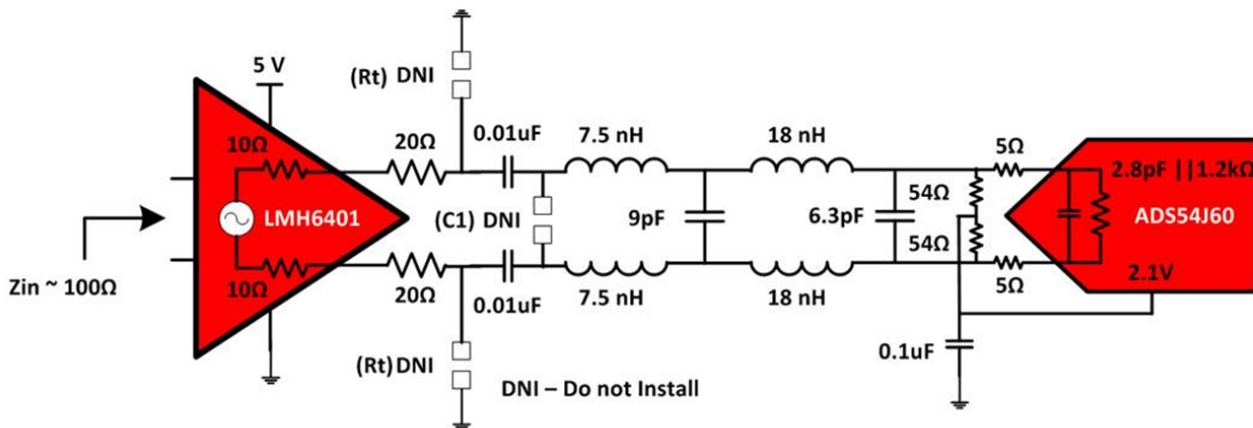 (Rt) DNI
5 V
20Ω
0.01uF
7.5 nH
18 nH
5Ω
10Ω
2.8pF ||1.2kΩ
54Ω
LMH6401
(C1) DNI
9pF
6.3pF
ADS54J60
54Ω
Zin ~ 100Ω
10Ω
20Ω
0.01uF
7.5 nH
18 nH
5Ω
2.1V
0.1uF
(Rt) DNI
DNI – Do not Install